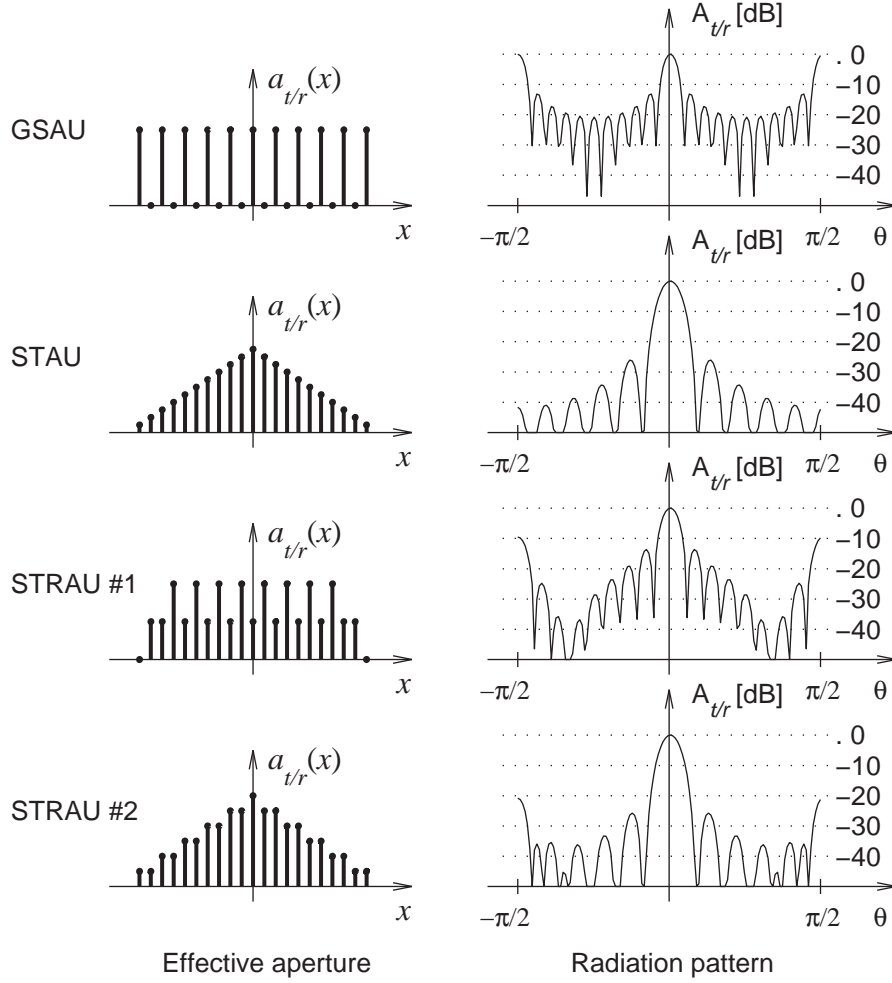 A_{t/r} [dB]
a_{t/r}(x)
. 0
−10
GSAU
−20
−30
−40
x
−π/2
π/2
θ
A_{t/r} [dB]
a_{t/r}(x)
. 0
−10
STAU
−20
−30
−40
x
−π/2
π/2
θ
A_{t/r} [dB]
a_{t/r}(x)
. 0
−10
STRAU #1
−20
−30
−40
x
−π/2
π/2
θ
A_{t/r} [dB]
a_{t/r}(x)
. 0
−10
STRAU #2
−20
−30
−40
x
−π/2
π/2
θ
Effective aperture
Radiation pattern